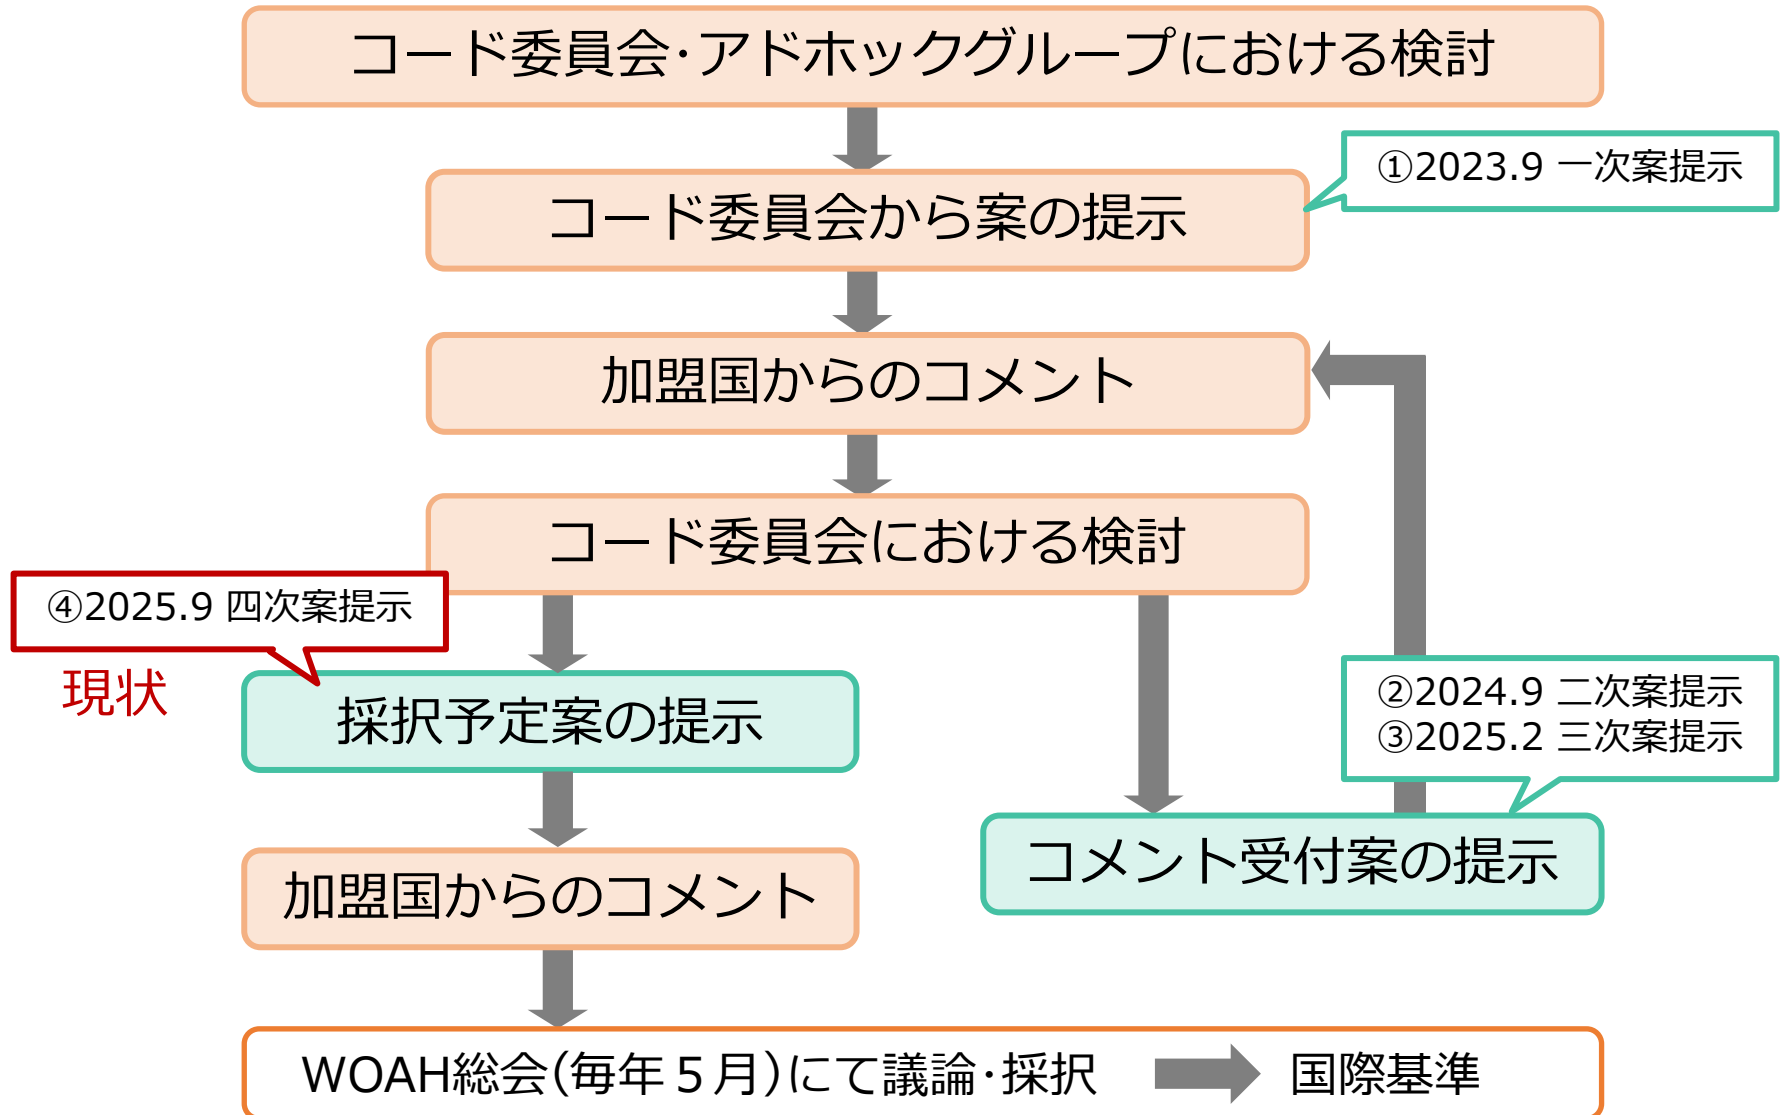 コード委員会･アドホックグループにおける検討
①2023.9 一次案提示
コード委員会から案の提示
加盟国からのコメント
コード委員会における検討
④2025.9 四次案提示
現状
採択予定案の提示
②2024.9 二次案提示
③2025.2 三次案提示
コメント受付案の提示
加盟国からのコメント
WOAH総会(毎年５月)にて議論･採択
国際基準